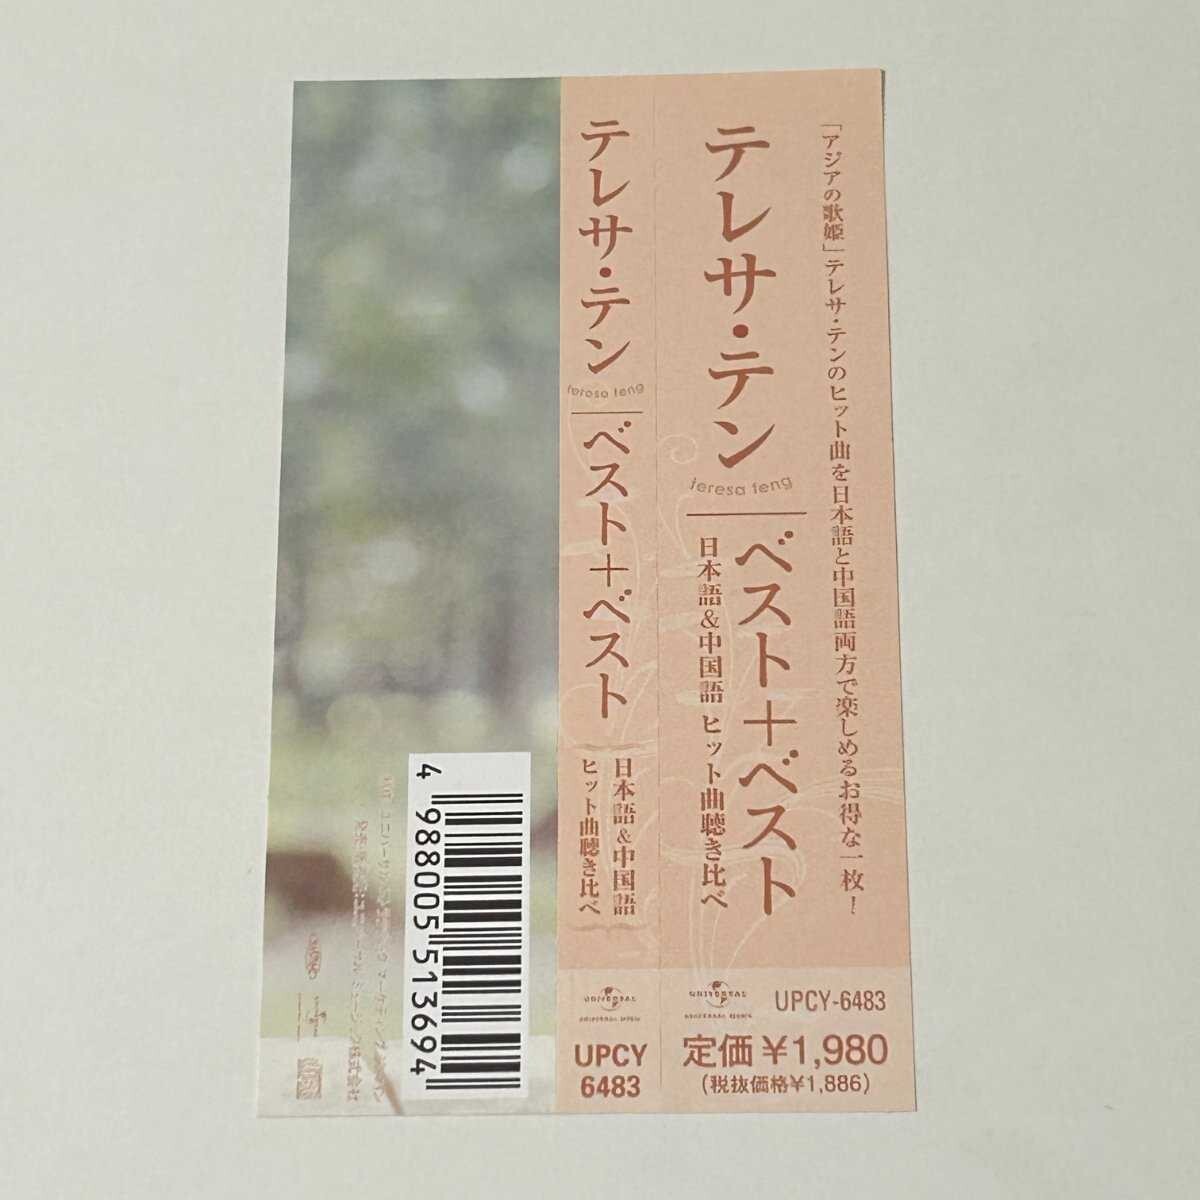 「アジアの歌姫」テレサ・テンのヒット曲を日本語と中国語両方で楽しめるお得な一枚！
テレサ・テン
teresa teng
ベスト＋ベスト
日本語＆中国語 ヒット曲聴き比べ
UNIVERSAL
UNIVERSAL MUSIC
UPCY-6483
定価￥1,980
(税抜価格￥1,886)
テレサ・テン
teresa teng
ベスト＋ベスト
日本語＆中国語
ヒット曲聴き比べ
UNIVERSAL
UNIVERSAL MUSIC
UPCY
6483
4 988005 513694